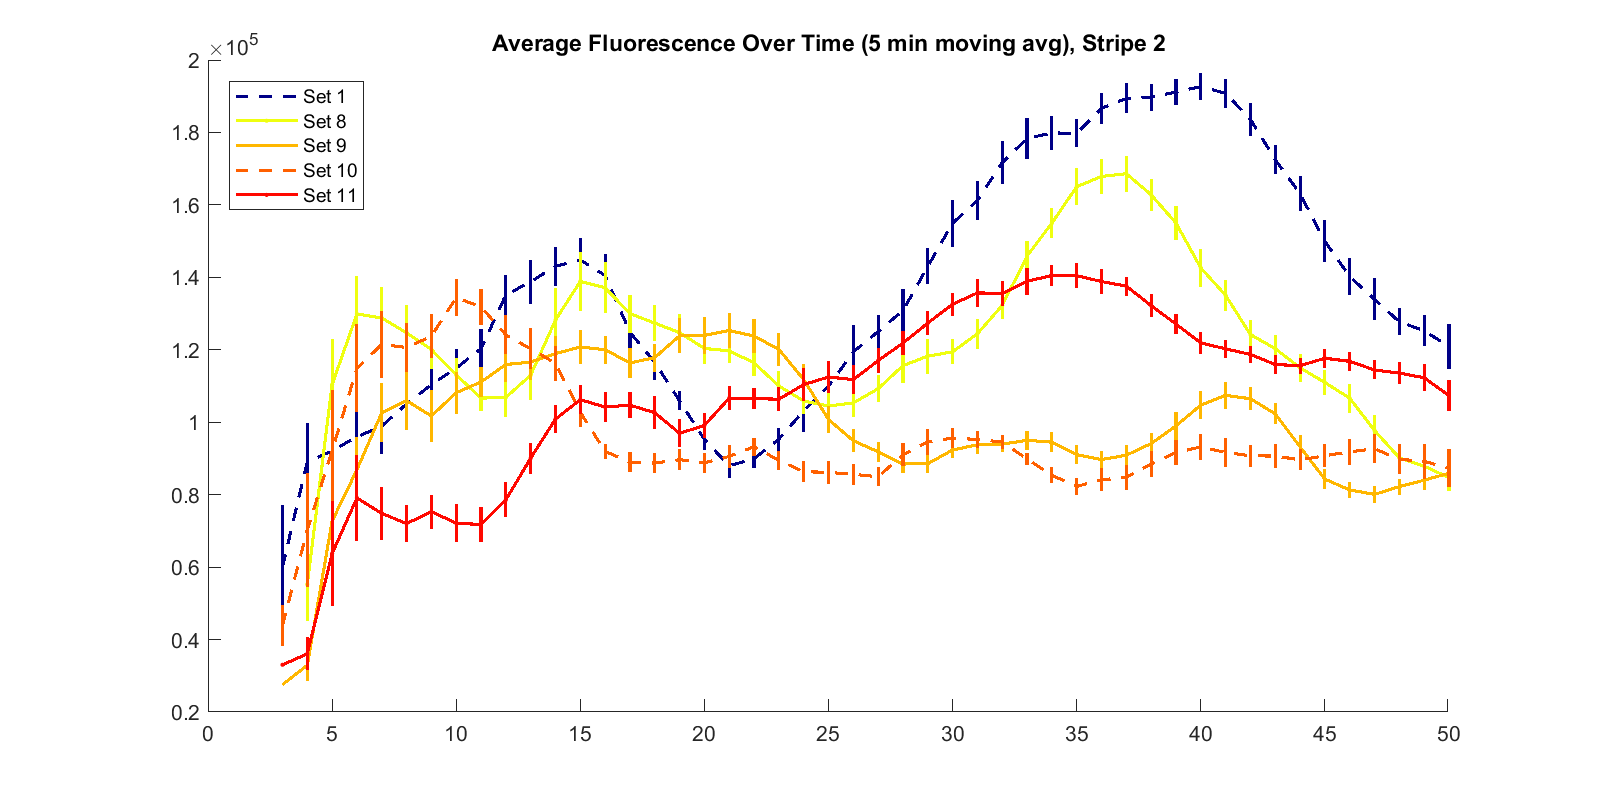 Average Fluorescence Over Time (5 min moving avg), Stripe 2
×10⁵
2
1.8
1.6
1.4
1.2
1
0.8
0.6
0.4
0.2
Set 1
Set 8
Set 9
Set 10
Set 11
0 5 10 15 20 25 30 35 40 45 50